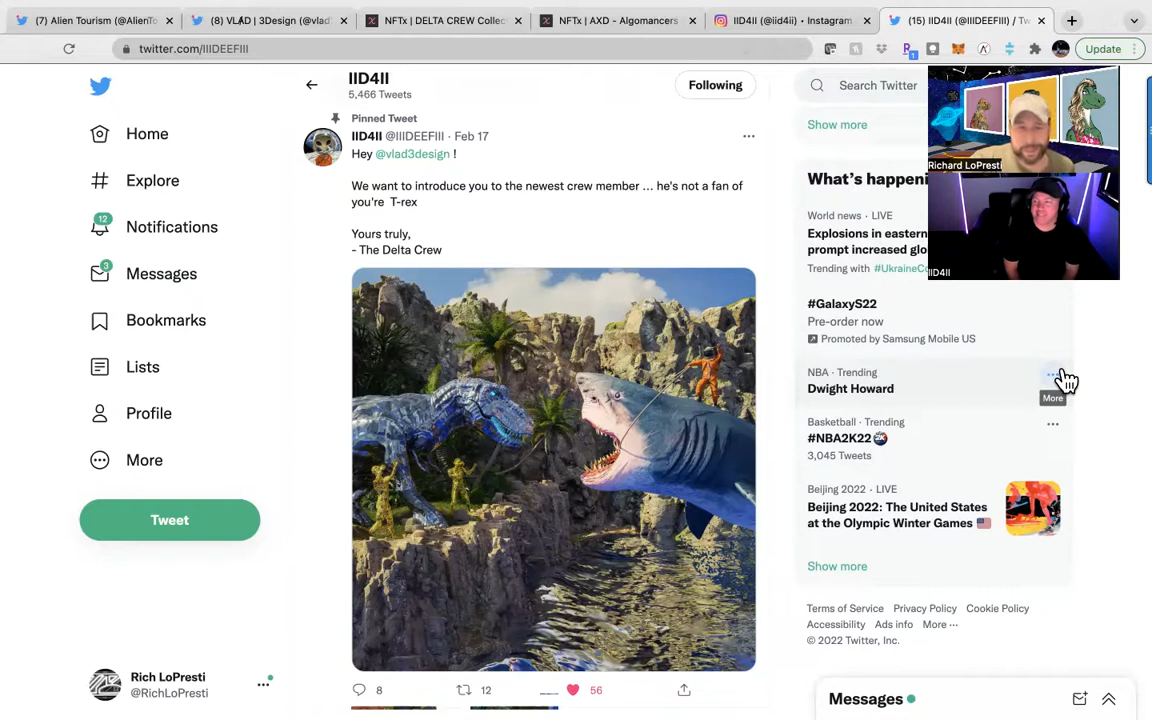 (7) Alien Tourism (@AlienTo
(8) VLAD | 3Design (@vlad
NFTx | DELTA CREW Collec
NFTx | AXD - Algomancers
IID4II (@iid4ii) • Instagram
(15) IID4II (@IIIDEEFIII) / Tw
twitter.com/IIIDEEFIII
Update
IID4II
5,466 Tweets
Following
Search Twitter
Home
Explore
12
Notifications
3
Messages
Bookmarks
Lists
Profile
More
Tweet
Rich LoPresti
@RichLoPresti
Pinned Tweet
IID4II @IIIDEEFIII · Feb 17
Hey @vlad3design !
We want to introduce you to the newest crew member ... he's not a fan of
you're T-rex
Yours truly,
- The Delta Crew
8
12
56
Show more
What's happeni
World news · LIVE
Explosions in eastern
prompt increased glo
Trending with #UkraineC
#GalaxyS22
Pre-order now
Promoted by Samsung Mobile US
NBA · Trending
Dwight Howard
More
Basketball · Trending
#NBA2K22
3,045 Tweets
Beijing 2022 · LIVE
Beijing 2022: The United States
at the Olympic Winter Games
Show more
Terms of Service Privacy Policy Cookie Policy
Accessibility Ads info More ···
© 2022 Twitter, Inc.
Messages
Richard LoPresti
IID4II